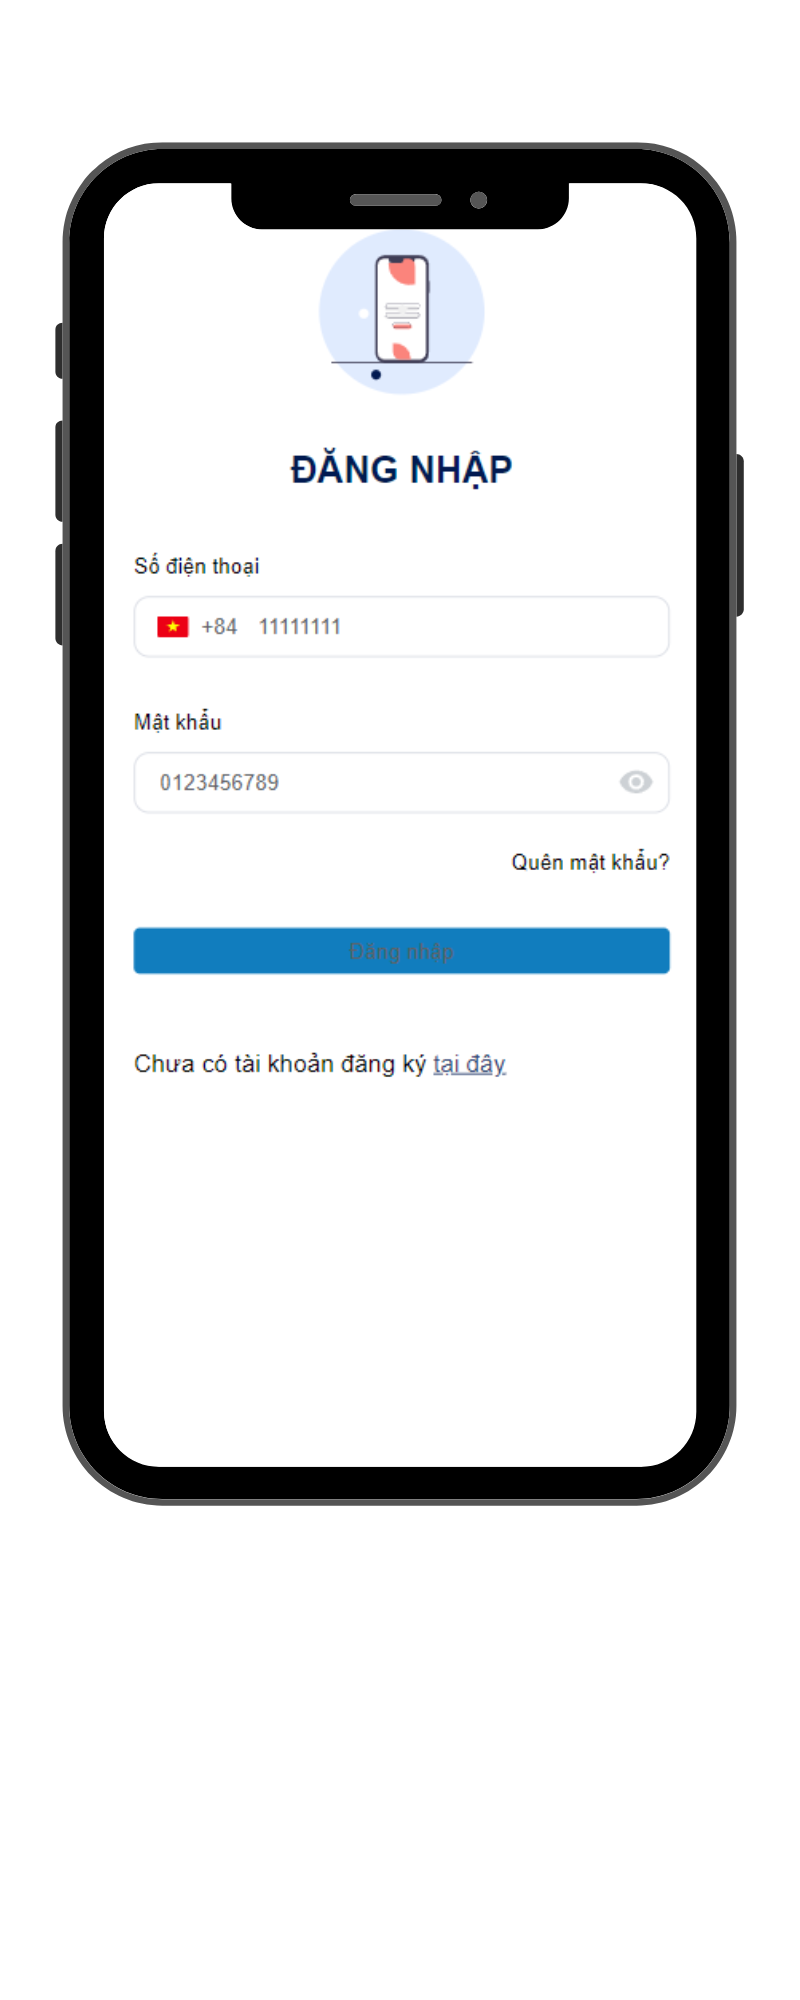 ĐĂNG NHẬP
Số điện thoại
+84 11111111
Mật khẩu
0123456789
Quên mật khẩu?
Đăng nhập
Chưa có tài khoản đăng ký tại đây